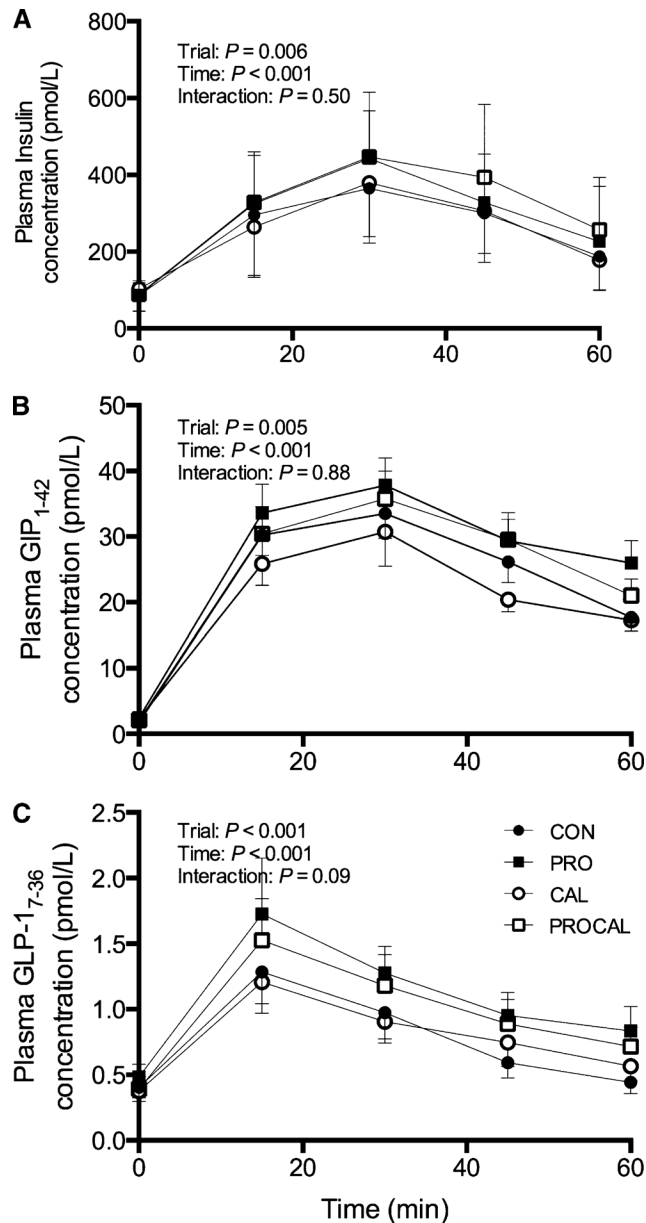 A
800
600
400
200
0
Plasma Insulin
concentration (pmol/L)
Trial: P = 0.006
Time: P < 0.001
Interaction: P = 0.50
0 20 40 60
B
50
40
30
20
10
0
Plasma GIP1-42
concentration (pmol/L)
Trial: P = 0.005
Time: P < 0.001
Interaction: P = 0.88
0 20 40 60
C
2.5
2.0
1.5
1.0
0.5
0.0
Plasma GLP-17-36
concentration (pmol/L)
Trial: P < 0.001
Time: P < 0.001
Interaction: P = 0.09
CON
PRO
CAL
PROCAL
0 20 40 60
Time (min)